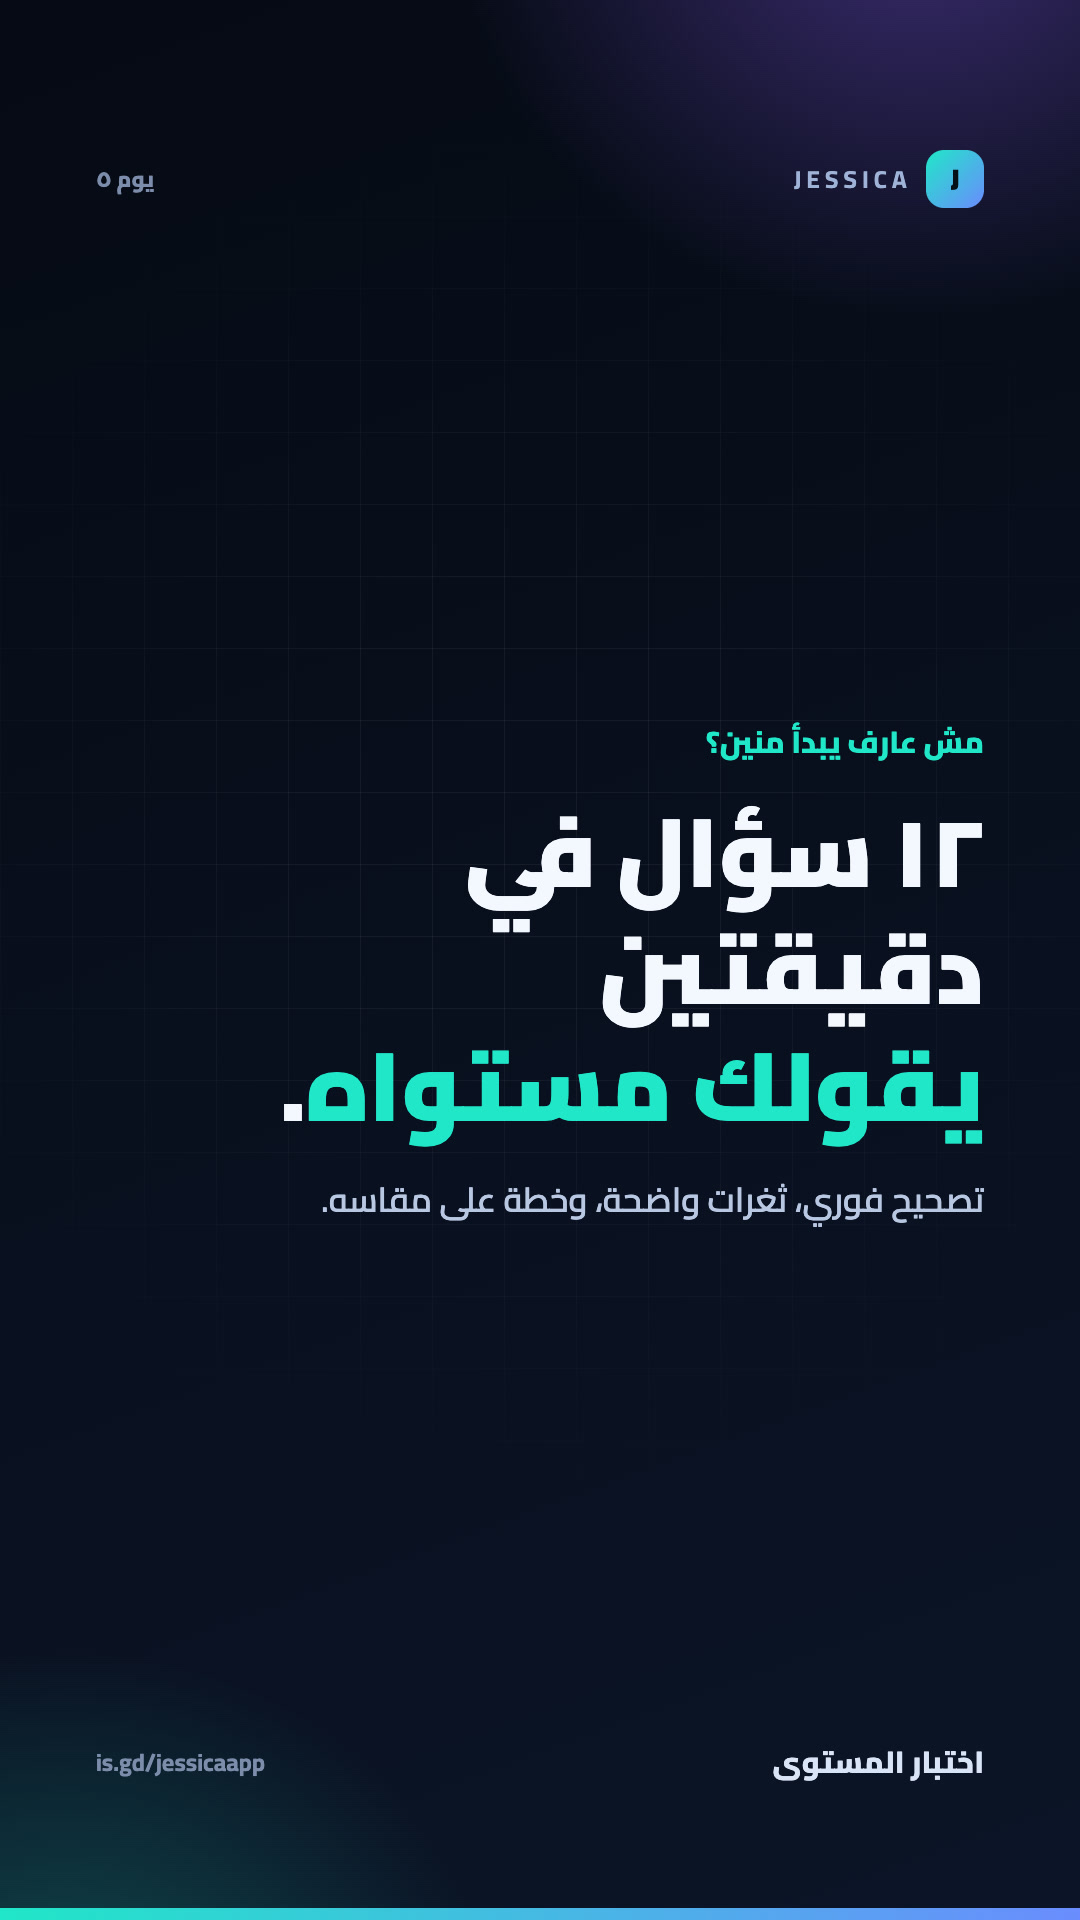 J
JESSICA
يوم ٥
مش عارف يبدأ منين؟
١٢ سؤال في
دقيقتين
يقولك مستواه.
تصحيح فوري، ثغرات واضحة، وخطة على مقاسه.
اختبار المستوى
is.gd/jessicaapp